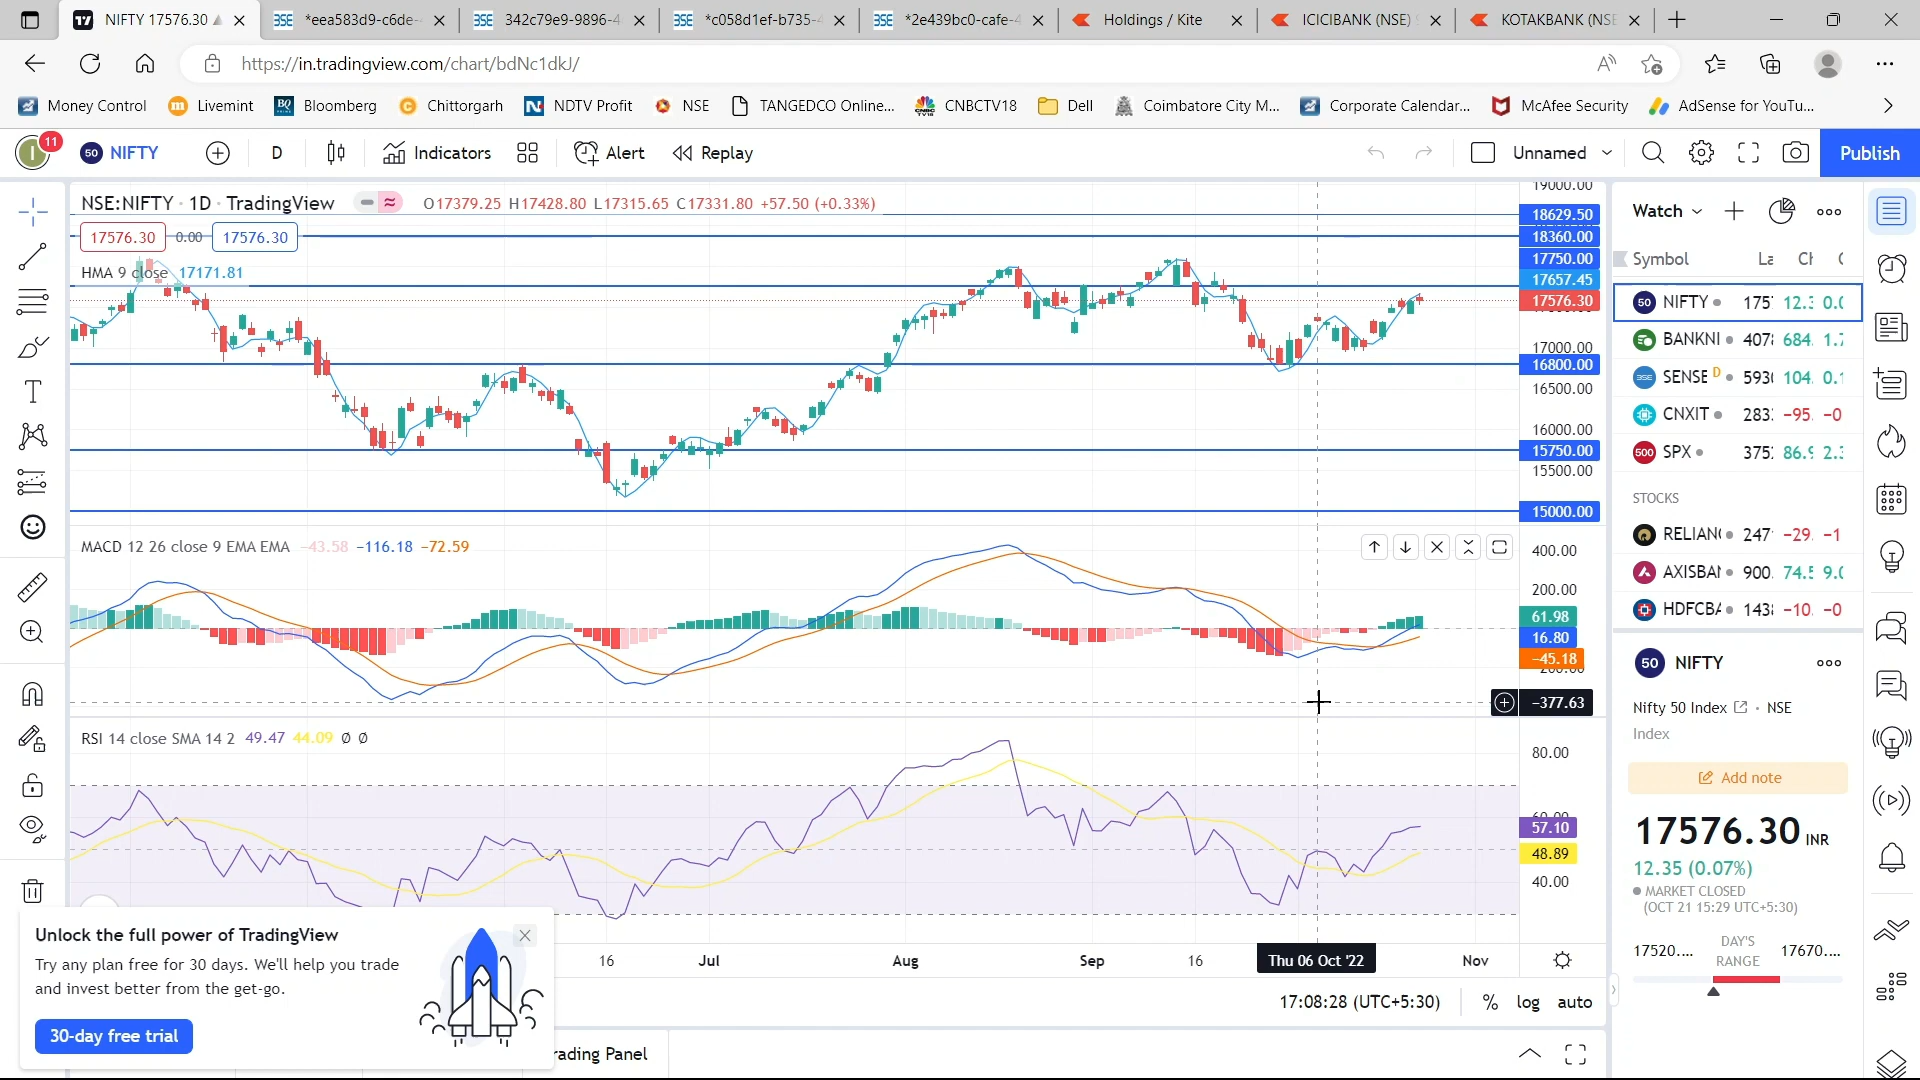 NIFTY 17576.30
*eea583d9-c6de-
342c79e9-9896-4
*c058d1ef-b735-
*2e439bc0-cafe-4
Holdings / Kite
ICICIBANK (NSE)
KOTAKBANK (NSE
https://in.tradingview.com/chart/bdNc1dkJ/
Money Control
Livemint
Bloomberg
Chittorgarh
NDTV Profit
NSE
TANGEDCO Online...
CNBCTV18
Dell
Coimbatore City M...
Corporate Calendar...
McAfee Security
AdSense for YouTu...
11
50 NIFTY
D
Indicators
Alert
Replay
Unnamed
Publish
NSE:NIFTY · 1D · TradingView
O17379.25 H17428.80 L17315.65 C17331.80 +57.50 (+0.33%)
17576.30 0.00 17576.30
HMA 9 close 17171.81
19000.00
18629.50
18360.00
17750.00
17657.45
17576.30
17000.00
16800.00
16500.00
16000.00
15750.00
15500.00
15000.00
MACD 12 26 close 9 EMA EMA −43.58 −116.18 −72.59
400.00
200.00
61.98
16.80
−45.18
−377.63
RSI 14 close SMA 14 2 49.47 44.09 Ø Ø
80.00
60.00
57.10
48.89
40.00
16
Jul
Aug
Sep
16
Thu 06 Oct '22
Nov
17:08:28 (UTC+5:30)
%
log
auto
Unlock the full power of TradingView
Try any plan free for 30 days. We'll help you trade
and invest better from the get-go.
30-day free trial
rading Panel
Watch
Symbol
NIFTY
BANKNI
SENSE D
CNXIT
SPX
STOCKS
RELIAN
AXISBA
HDFCBA
50 NIFTY
Nifty 50 Index · NSE
Index
Add note
17576.30 INR
12.35 (0.07%)
MARKET CLOSED
(OCT 21 15:29 UTC+5:30)
17520.... DAY'S RANGE 17670....